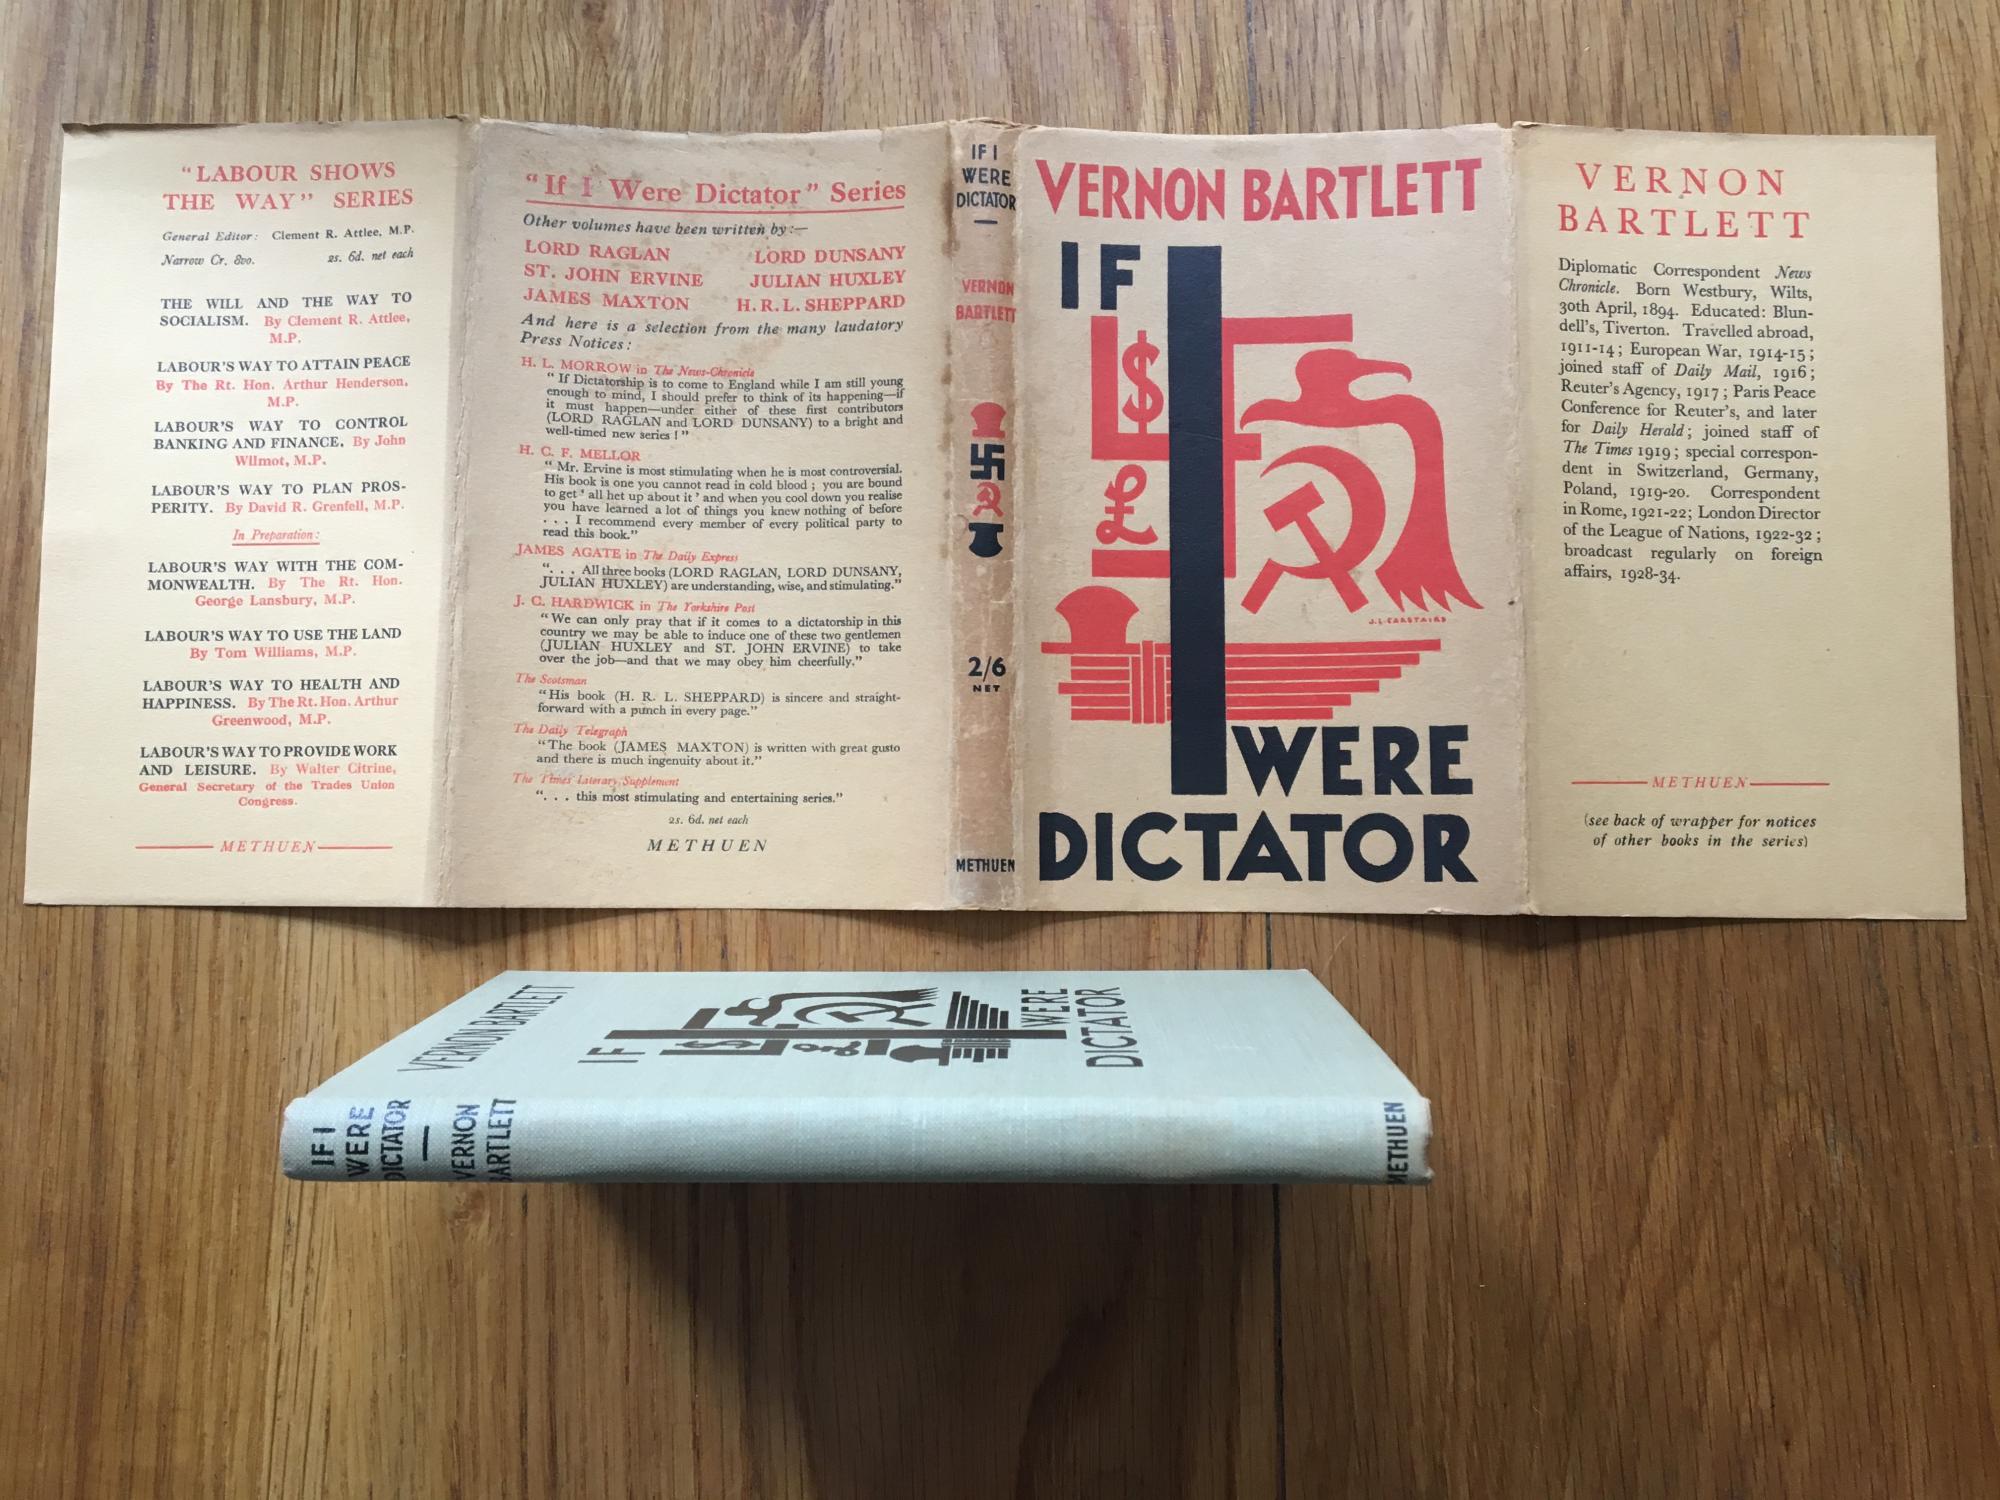 "LABOUR SHOWS
THE WAY" SERIES
General Editor: Clement R. Attlee, M.P.
Narrow Cr. 8vo. 2s. 6d. net each
THE WILL AND THE WAY TO
SOCIALISM. By Clement R. Attlee,
M.P.
LABOUR'S WAY TO ATTAIN PEACE
By The Rt. Hon. Arthur Henderson,
M.P.
LABOUR'S WAY TO CONTROL
BANKING AND FINANCE. By John
Wilmot, M.P.
LABOUR'S WAY TO PLAN PROS-
PERITY. By David R. Grenfell, M.P.
In Preparation:
LABOUR'S WAY WITH THE COM-
MONWEALTH. By The Rt. Hon.
George Lansbury, M.P.
LABOUR'S WAY TO USE THE LAND
By Tom Williams, M.P.
LABOUR'S WAY TO HEALTH AND
HAPPINESS. By The Rt. Hon. Arthur
Greenwood, M.P.
LABOUR'S WAY TO PROVIDE WORK
AND LEISURE. By Walter Citrine,
General Secretary of the Trades Union
Congress.
METHUEN
"If I Were Dictator" Series
Other volumes have been written by:—
LORD RAGLAN LORD DUNSANY
ST. JOHN ERVINE JULIAN HUXLEY
JAMES MAXTON H. R. L. SHEPPARD
And here is a selection from the many laudatory
Press Notices:
H. L. MORROW in The News-Chronicle
"If Dictatorship is to come to England while I am still young
enough to mind, I should prefer to think of its happening—if
it must happen—under either of these first contributors
(LORD RAGLAN and LORD DUNSANY) to a bright and
well-timed new series!"
H. C. F. MELLOR
"Mr. Ervine is most stimulating when he is most controversial.
His book is one you cannot read in cold blood; you are bound
to get 'all het up about it' and when you cool down you realise
you have learned a lot of things you knew nothing of before
. . . I recommend every member of every political party to
read this book."
JAMES AGATE in The Daily Express
". . . All three books (LORD RAGLAN, LORD DUNSANY,
JULIAN HUXLEY) are understanding, wise, and stimulating."
J. C. HARDWICK in The Yorkshire Post
"We can only pray that if it comes to a dictatorship in this
country we may be able to induce one of these two gentlemen
(JULIAN HUXLEY and ST. JOHN ERVINE) to take
over the job—and that we may obey him cheerfully."
The Scotsman
"His book (H. R. L. SHEPPARD) is sincere and straight-
forward with a punch in every page."
The Daily Telegraph
"The book (JAMES MAXTON) is written with great gusto
and there is much ingenuity about it."
The Times Literary Supplement
". . . this most stimulating and entertaining series."
2s. 6d. net each
METHUEN
IF I
WERE
DICTATOR
VERNON
BARTLETT
2/6
NET
METHUEN
VERNON BARTLETT
IF I
$
£
J.L. CARSTAIRS
WERE
DICTATOR
VERNON
BARTLETT
Diplomatic Correspondent News
Chronicle. Born Westbury, Wilts,
30th April, 1894. Educated: Blun-
dell's, Tiverton. Travelled abroad,
1911-14; European War, 1914-15;
joined staff of Daily Mail, 1916;
Reuter's Agency, 1917; Paris Peace
Conference for Reuter's, and later
for Daily Herald; joined staff of
The Times 1919; special correspon-
dent in Switzerland, Germany,
Poland, 1919-20. Correspondent
in Rome, 1921-22; London Director
of the League of Nations, 1922-32;
broadcast regularly on foreign
affairs, 1928-34.
METHUEN
(see back of wrapper for notices
of other books in the series)
VERNON BARTLETT
IF I
$
£
WERE
DICTATOR
IF I
WERE
DICTATOR
VERNON
BARTLETT
METHUEN